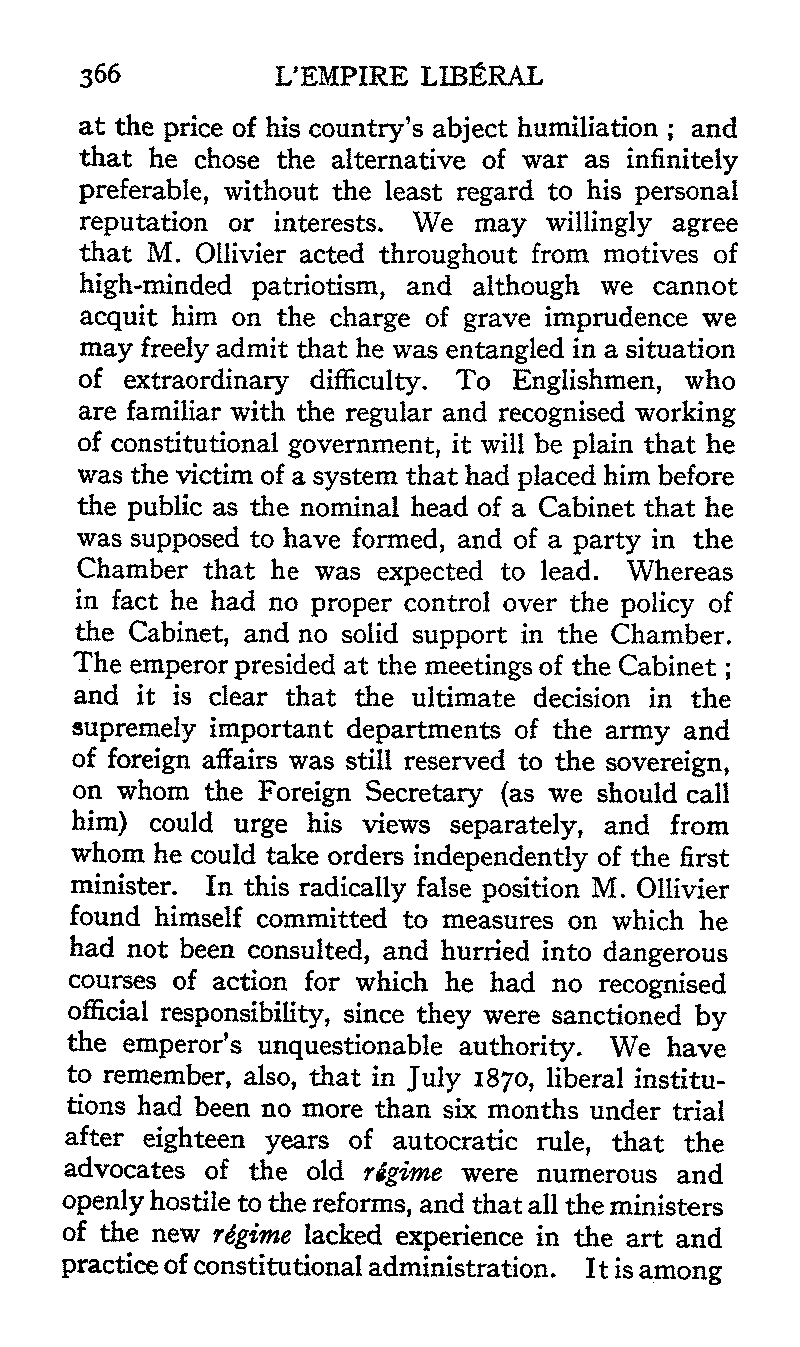 366 L'EMPIRE LIBÉRAL
at the price of his country's abject humiliation ; and
that he chose the alternative of war as infinitely
preferable, without the least regard to his personal
reputation or interests. We may willingly agree
that M. Ollivier acted throughout from motives of
high-minded patriotism, and although we cannot
acquit him on the charge of grave imprudence we
may freely admit that he was entangled in a situation
of extraordinary difficulty. To Englishmen, who
are familiar with the regular and recognised working
of constitutional government, it will be plain that he
was the victim of a system that had placed him before
the public as the nominal head of a Cabinet that he
was supposed to have formed, and of a party in the
Chamber that he was expected to lead. Whereas
in fact he had no proper control over the policy of
the Cabinet, and no solid support in the Chamber.
The emperor presided at the meetings of the Cabinet ;
and it is clear that the ultimate decision in the
supremely important departments of the army and
of foreign affairs was still reserved to the sovereign,
on whom the Foreign Secretary (as we should call
him) could urge his views separately, and from
whom he could take orders independently of the first
minister. In this radically false position M. Ollivier
found himself committed to measures on which he
had not been consulted, and hurried into dangerous
courses of action for which he had no recognised
official responsibility, since they were sanctioned by
the emperor's unquestionable authority. We have
to remember, also, that in July 1870, liberal institu-
tions had been no more than six months under trial
after eighteen years of autocratic rule, that the
advocates of the old régime were numerous and
openly hostile to the reforms, and that all the ministers
of the new régime lacked experience in the art and
practice of constitutional administration. It is among